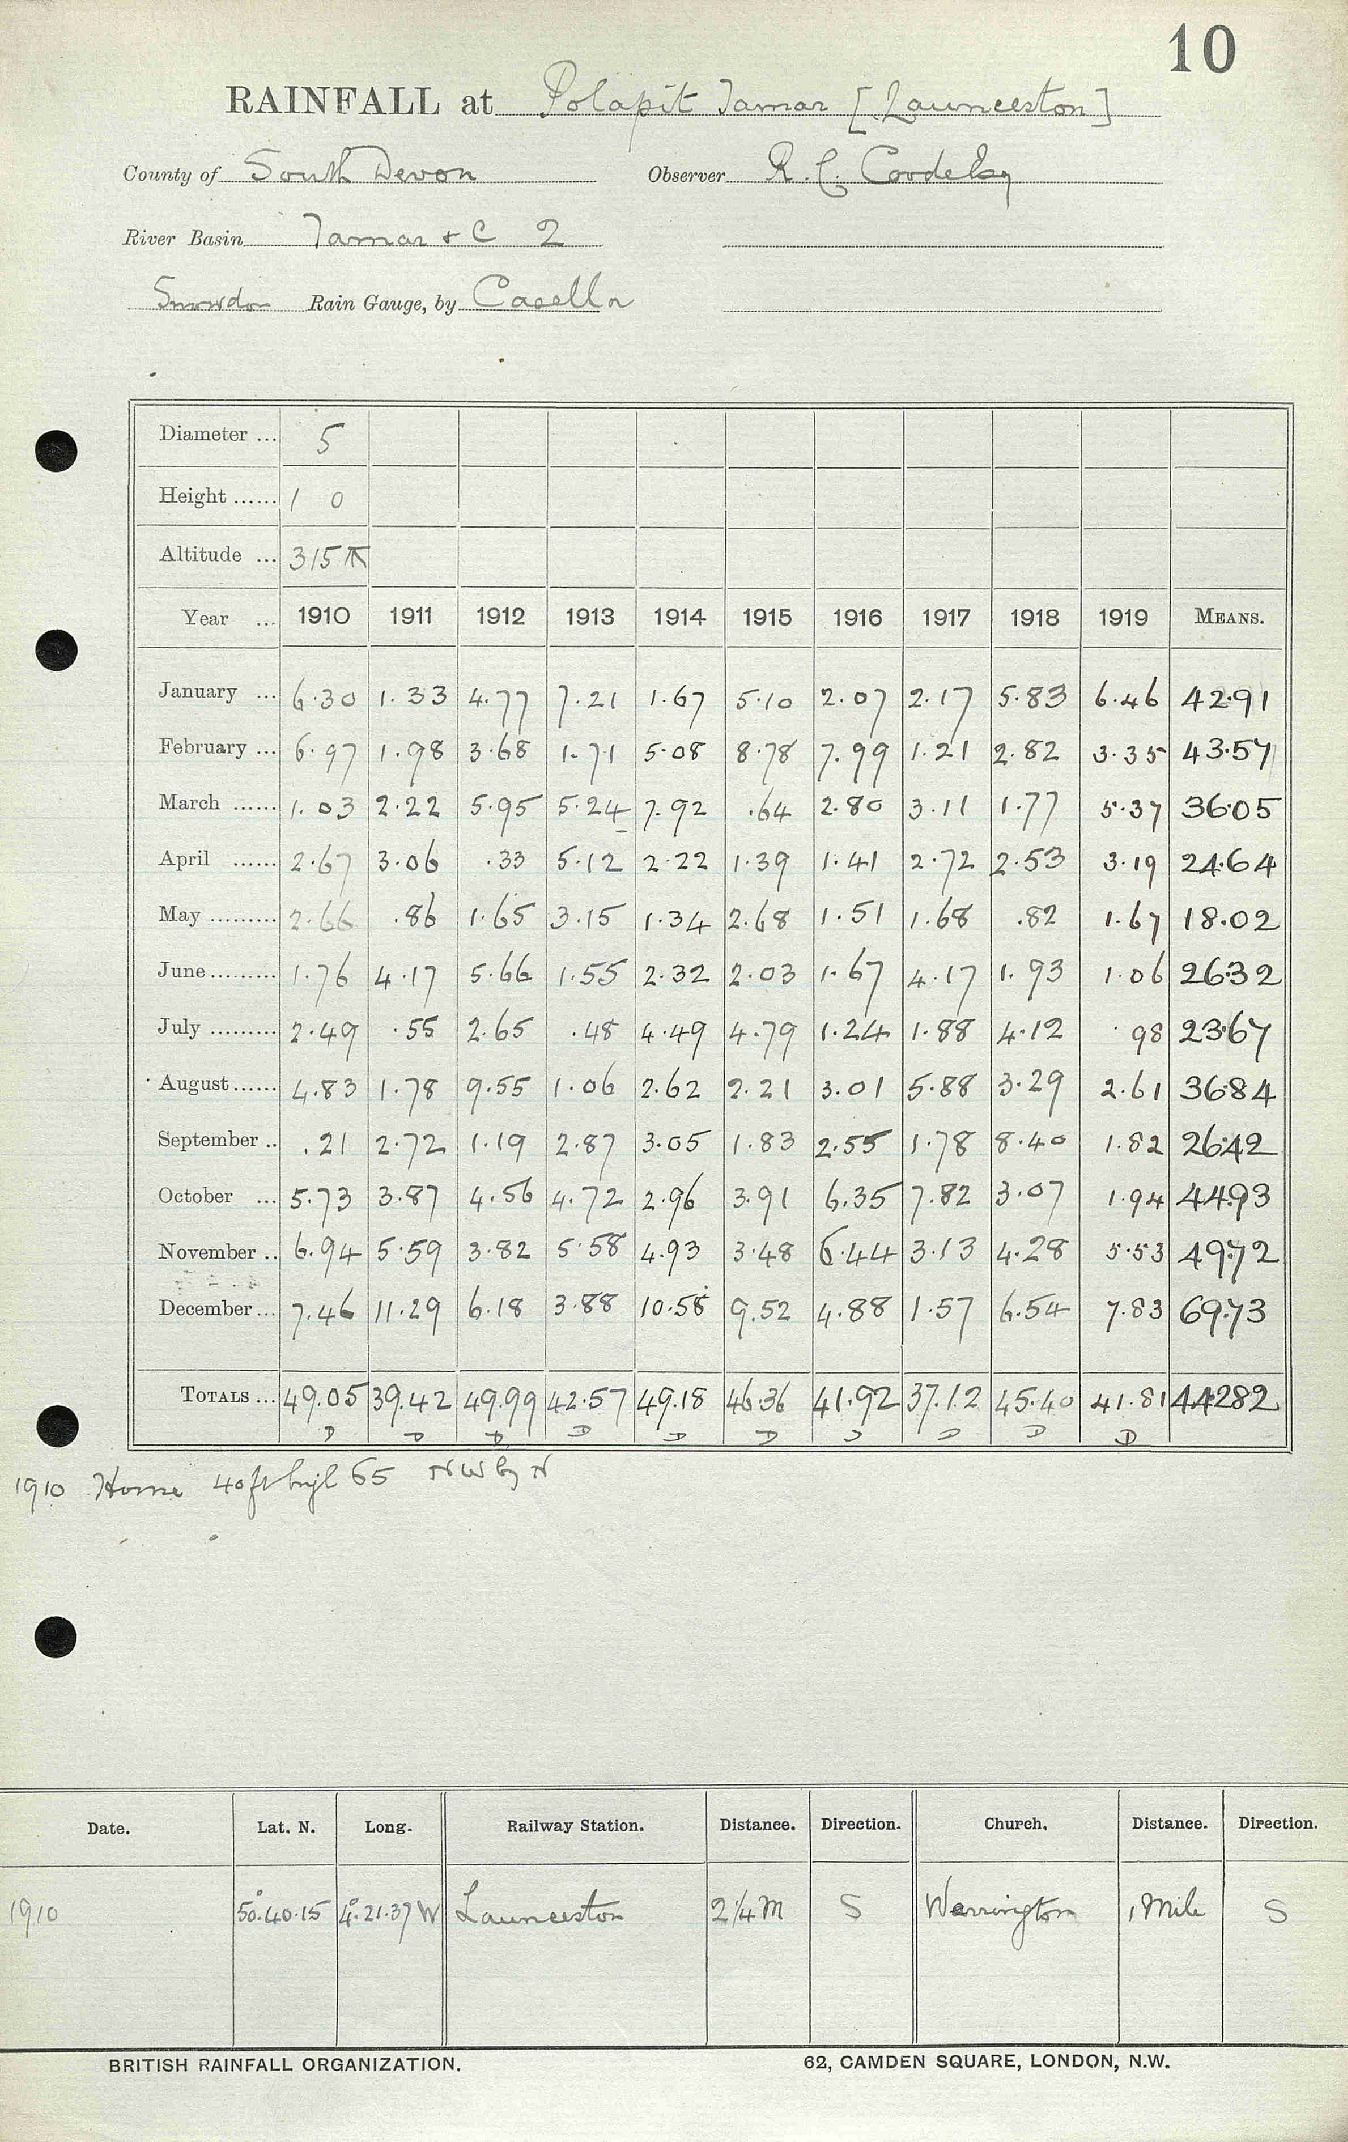 10
RAINFALL at Polapit Tamar [Launceston]
County of South Devon Observer R. C.
River Basin Tamar & C 2
Snowdon Rain Gauge, by Casella
Diameter ... 5
Height ...... 1 0
Altitude ... 315
Year ... 1910 1911 1912 1913 1914 1915 1916 1917 1918 1919 MEANS.
January ... 6.30 1.33 4.77 7.21 1.67 5.10 2.07 2.17 5.83 6.46 42.91
February ... 6.97 1.98 3.68 1.71 5.08 8.78 7.99 1.21 2.82 3.35 43.57
March ...... 1.03 2.22 5.95 5.24 7.92 .64 2.80 3.11 1.77 5.37 36.05
April ...... 2.67 3.06 .33 5.12 2.22 1.39 1.41 2.72 2.53 3.19 24.64
May ......... 2.66 .86 1.65 3.15 1.34 2.68 1.51 1.68 .82 1.67 18.02
June ......... 1.76 4.17 5.66 1.55 2.32 2.03 1.67 4.17 1.93 1.06 26.32
July ......... 2.49 .55 2.65 .48 4.49 4.79 1.24 1.88 4.12 .98 23.67
August ...... 4.83 1.78 9.55 1.06 2.62 2.21 3.01 5.88 3.29 2.61 36.84
September .. .21 2.72 1.19 2.87 3.05 1.83 2.55 1.78 8.40 1.82 26.42
October ... 5.73 3.87 4.56 4.72 2.96 3.91 6.35 7.82 3.07 1.94 44.93
November .. 6.94 5.59 3.82 5.58 4.93 3.48 6.44 3.13 4.28 5.53 49.72
December ... 7.46 11.29 6.18 3.88 10.58 9.52 4.88 1.57 6.54 7.83 69.73
TOTALS ... 49.05 39.42 49.99 42.57 49.18 46.36 41.92 37.12 45.40 41.81 442.82
D D D D D D D D D D
1910 Home 40ft 65 NW by N
Date. Lat. N. Long. Railway Station. Distance. Direction. Church. Distance. Direction.
1910 50°.40.15 4°.21.37 W Launceston 2 1/4 M S Werrington 1 Mile S
BRITISH RAINFALL ORGANIZATION. 62, CAMDEN SQUARE, LONDON, N.W.